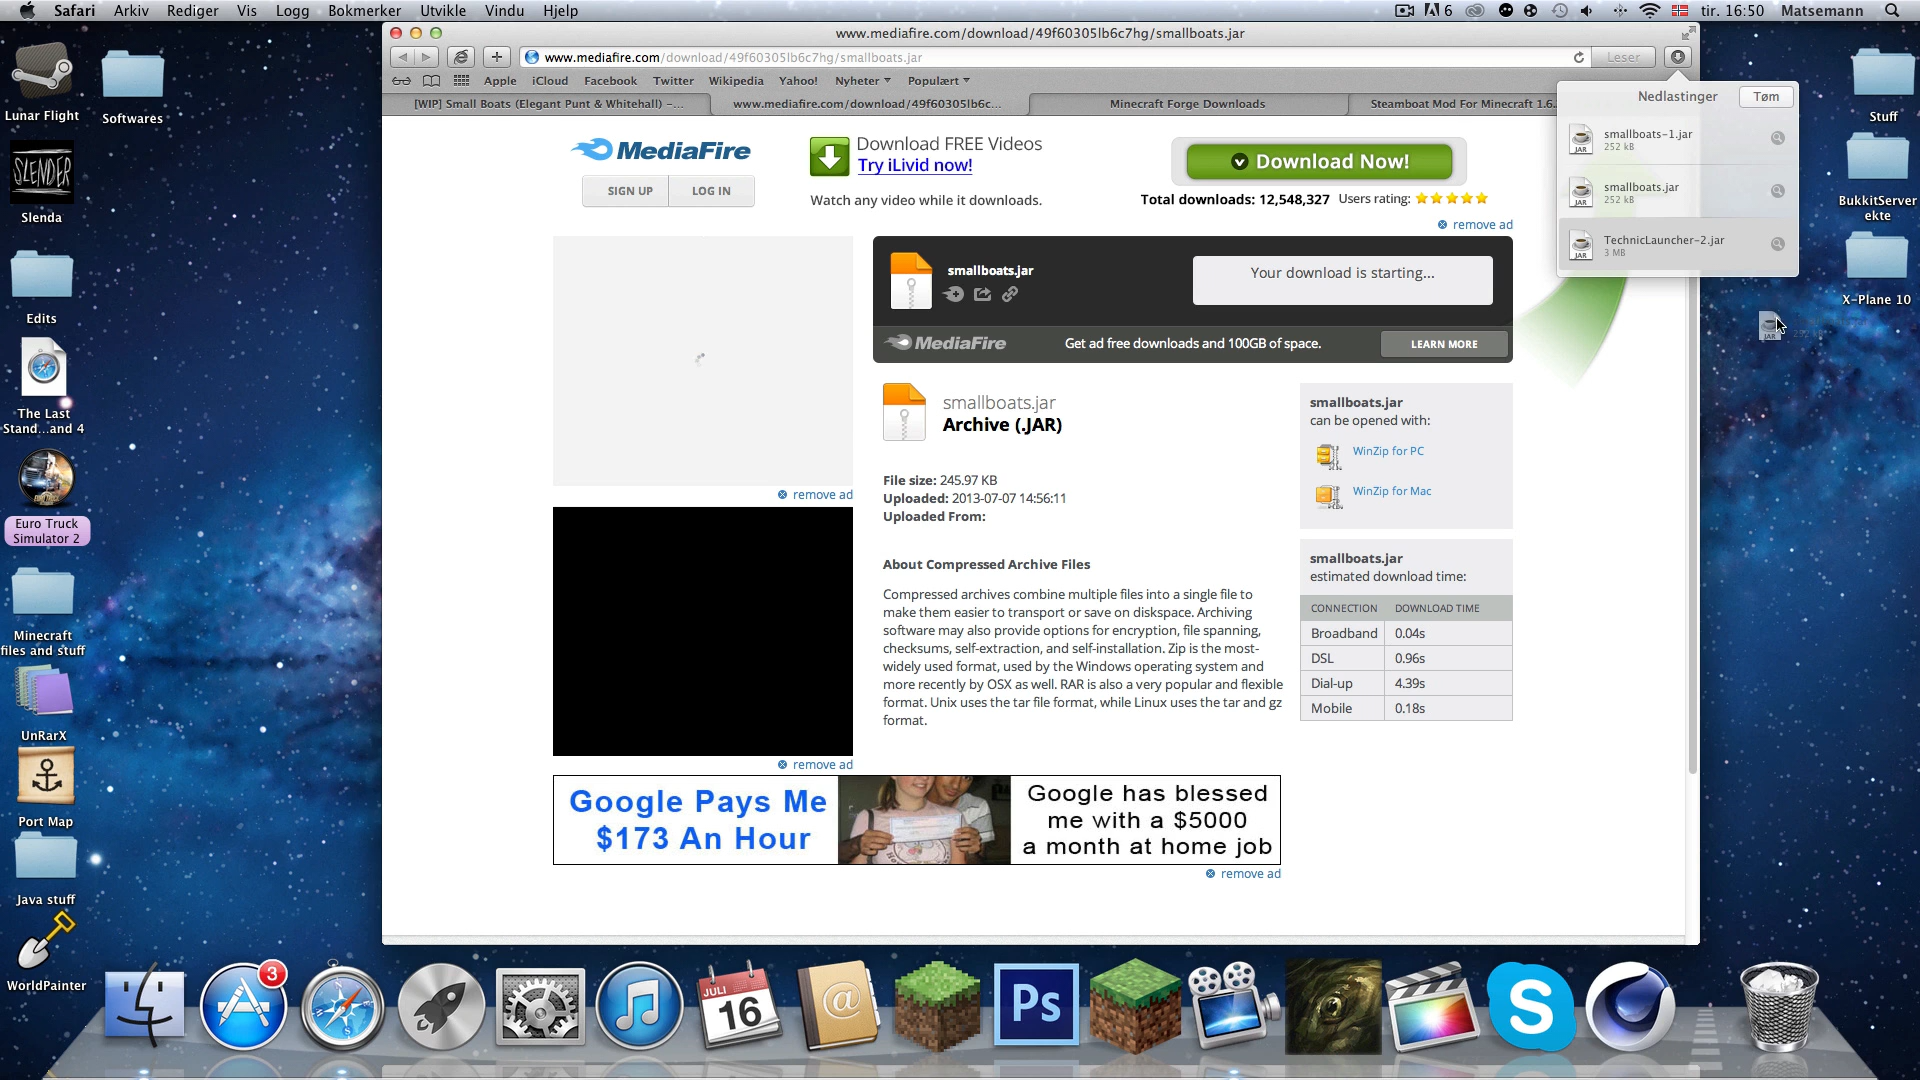 Safari Arkiv Rediger Vis Logg Bokmerker Utvikle Vindu Hjelp
6 tir. 16:50 Matsemann
www.mediafire.com/download/49f60305lb6c7hg/smallboats.jar
www.mediafire.com/download/49f60305lb6c7hg/smallboats.jar
Leser
Apple iCloud Facebook Twitter Wikipedia Yahoo! Nyheter Populært
[WIP] Small Boats (Elegant Punt & Whitehall) –...
www.mediafire.com/download/49f60305lb6c...
Minecraft Forge Downloads
Steamboat Mod For Minecraft 1.6.
Nedlastinger
Tøm
smallboats-1.jar
252 kB
smallboats.jar
252 kB
TechnicLauncher-2.jar
3 MB
JAR
JAR
JAR
JAR
MediaFire
SIGN UP
LOG IN
Download FREE Videos
Try iLivid now!
Watch any video while it downloads.
Download Now!
Total downloads: 12,548,327 Users rating:
remove ad
smallboats.jar
Your download is starting...
MediaFire
Get ad free downloads and 100GB of space.
LEARN MORE
smallboats.jar
Archive (.JAR)
File size: 245.97 KB
Uploaded: 2013-07-07 14:56:11
Uploaded From:
About Compressed Archive Files
Compressed archives combine multiple files into a single file to
make them easier to transport or save on diskspace. Archiving
software may also provide options for encryption, file spanning,
checksums, self-extraction, and self-installation. Zip is the most-
widely used format, used by the Windows operating system and
more recently by OSX as well. RAR is also a very popular and flexible
format. Unix uses the tar file format, while Linux uses the tar and gz
format.
smallboats.jar
can be opened with:
WinZip for PC
WinZip for Mac
smallboats.jar
estimated download time:
CONNECTION DOWNLOAD TIME
Broadband 0.04s
DSL 0.96s
Dial-up 4.39s
Mobile 0.18s
remove ad
remove ad
Google Pays Me
$173 An Hour
Google has blessed
me with a $5000
a month at home job
remove ad
Lunar Flight
Softwares
SLENDER
Slenda
Edits
The Last
Stand...and 4
Euro Truck
Simulator 2
Minecraft
files and stuff
UnRarX
Port Map
Java stuff
WorldPainter
Stuff
BukkitServer
ekte
X-Plane 10
3
JULI
16
@
Ps
S